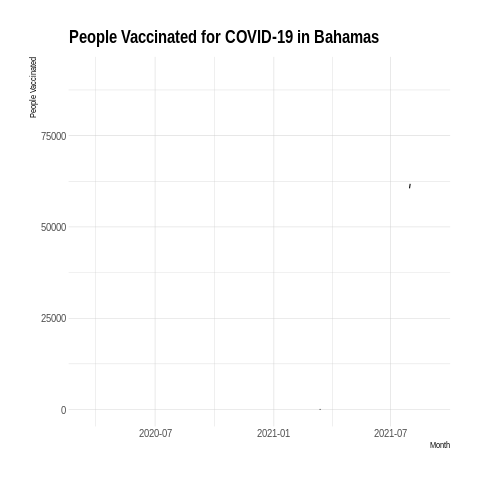 People Vaccinated for COVID-19 in Bahamas
People Vaccinated
75000
50000
25000
0
2020-07
2021-01
2021-07
Month